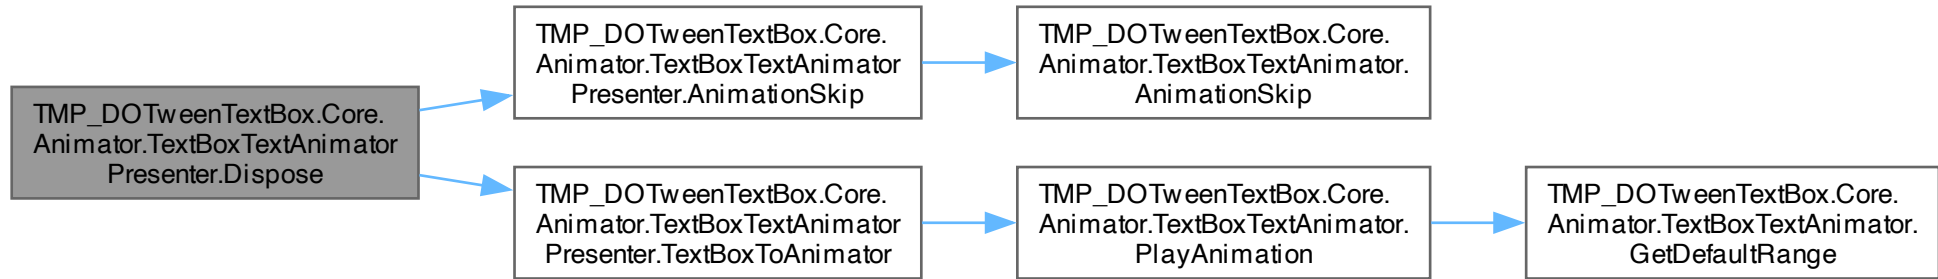 TMP_DOTweenTextBox.Core.
Animator.TextBoxTextAnimator
Presenter.Dispose
TMP_DOTweenTextBox.Core.
Animator.TextBoxTextAnimator
Presenter.AnimationSkip
TMP_DOTweenTextBox.Core.
Animator.TextBoxTextAnimator.
AnimationSkip
TMP_DOTweenTextBox.Core.
Animator.TextBoxTextAnimator
Presenter.TextBoxToAnimator
TMP_DOTweenTextBox.Core.
Animator.TextBoxTextAnimator.
PlayAnimation
TMP_DOTweenTextBox.Core.
Animator.TextBoxTextAnimator.
GetDefaultRange